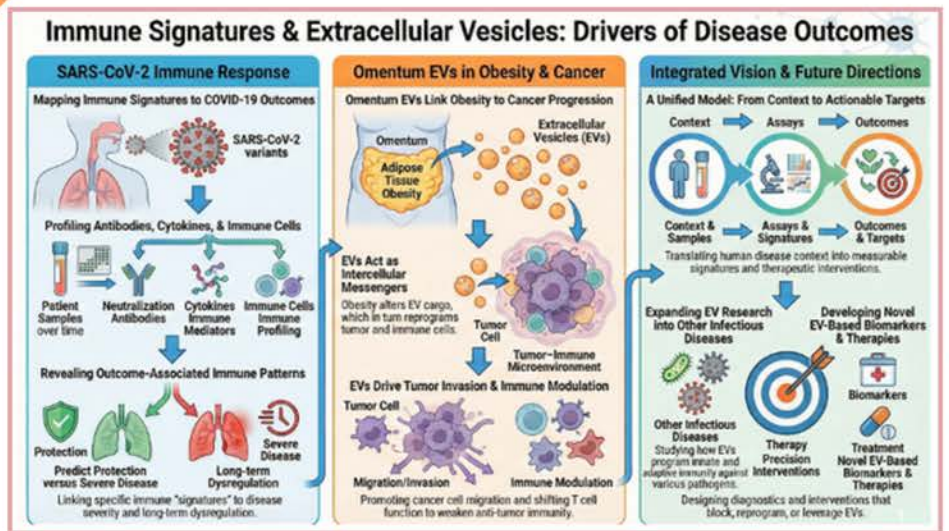 Immune Signatures & Extracellular Vesicles: Drivers of Disease Outcomes
SARS-CoV-2 Immune Response
Mapping Immune Signatures to COVID-19 Outcomes
SARS-CoV-2
variants
Profiling Antibodies, Cytokines, & Immune Cells
Patient
Samples
over time
Neutralization
Antibodies
Cytokines
Immune
Mediators
Immune Cells
Immune
Profiling
Revealing Outcome-Associated Immune Patterns
Protection
Severe
Disease
Predict Protection
versus Severe Disease
Long-term
Dysregulation
Linking specific immune "signatures" to disease
severity and long-term dysregulation.
Omentum EVs in Obesity & Cancer
Omentum EVs Link Obesity to Cancer Progression
Omentum
Adipose
Tissue
Obesity
Extracellular
Vesicles (EVs)
EVs Act as
Intercellular
Messengers
Obesity alters EV cargo,
which in turn reprograms
tumor and immune cells.
Tumor
Cell
Tumor–Immune
Microenvironment
EVs Drive Tumor Invasion & Immune Modulation
Tumor Cell
Migration/Invasion
Immune Modulation
Promoting cancer cell migration and shifting T cell
function to weaken anti-tumor immunity.
Integrated Vision & Future Directions
A Unified Model: From Context to Actionable Targets
Context
Assays
Outcomes
Context &
Samples
Assays &
Signatures
Outcomes
& Targets
Translating human disease context into measurable
signatures and therapeutic interventions.
Expanding EV Research
into Other Infectious
Diseases
Developing Novel
EV-Based Biomarkers
& Therapies
Other Infectious
Diseases
Studying how EVs
program innate and
adaptive immunity against
various pathogens.
Therapy
Precision
Interventions
Biomarkers
Treatment
Novel EV-Based
Biomarkers &
Therapies
Designing diagnostics and interventions that
block, reprogram, or leverage EVs.